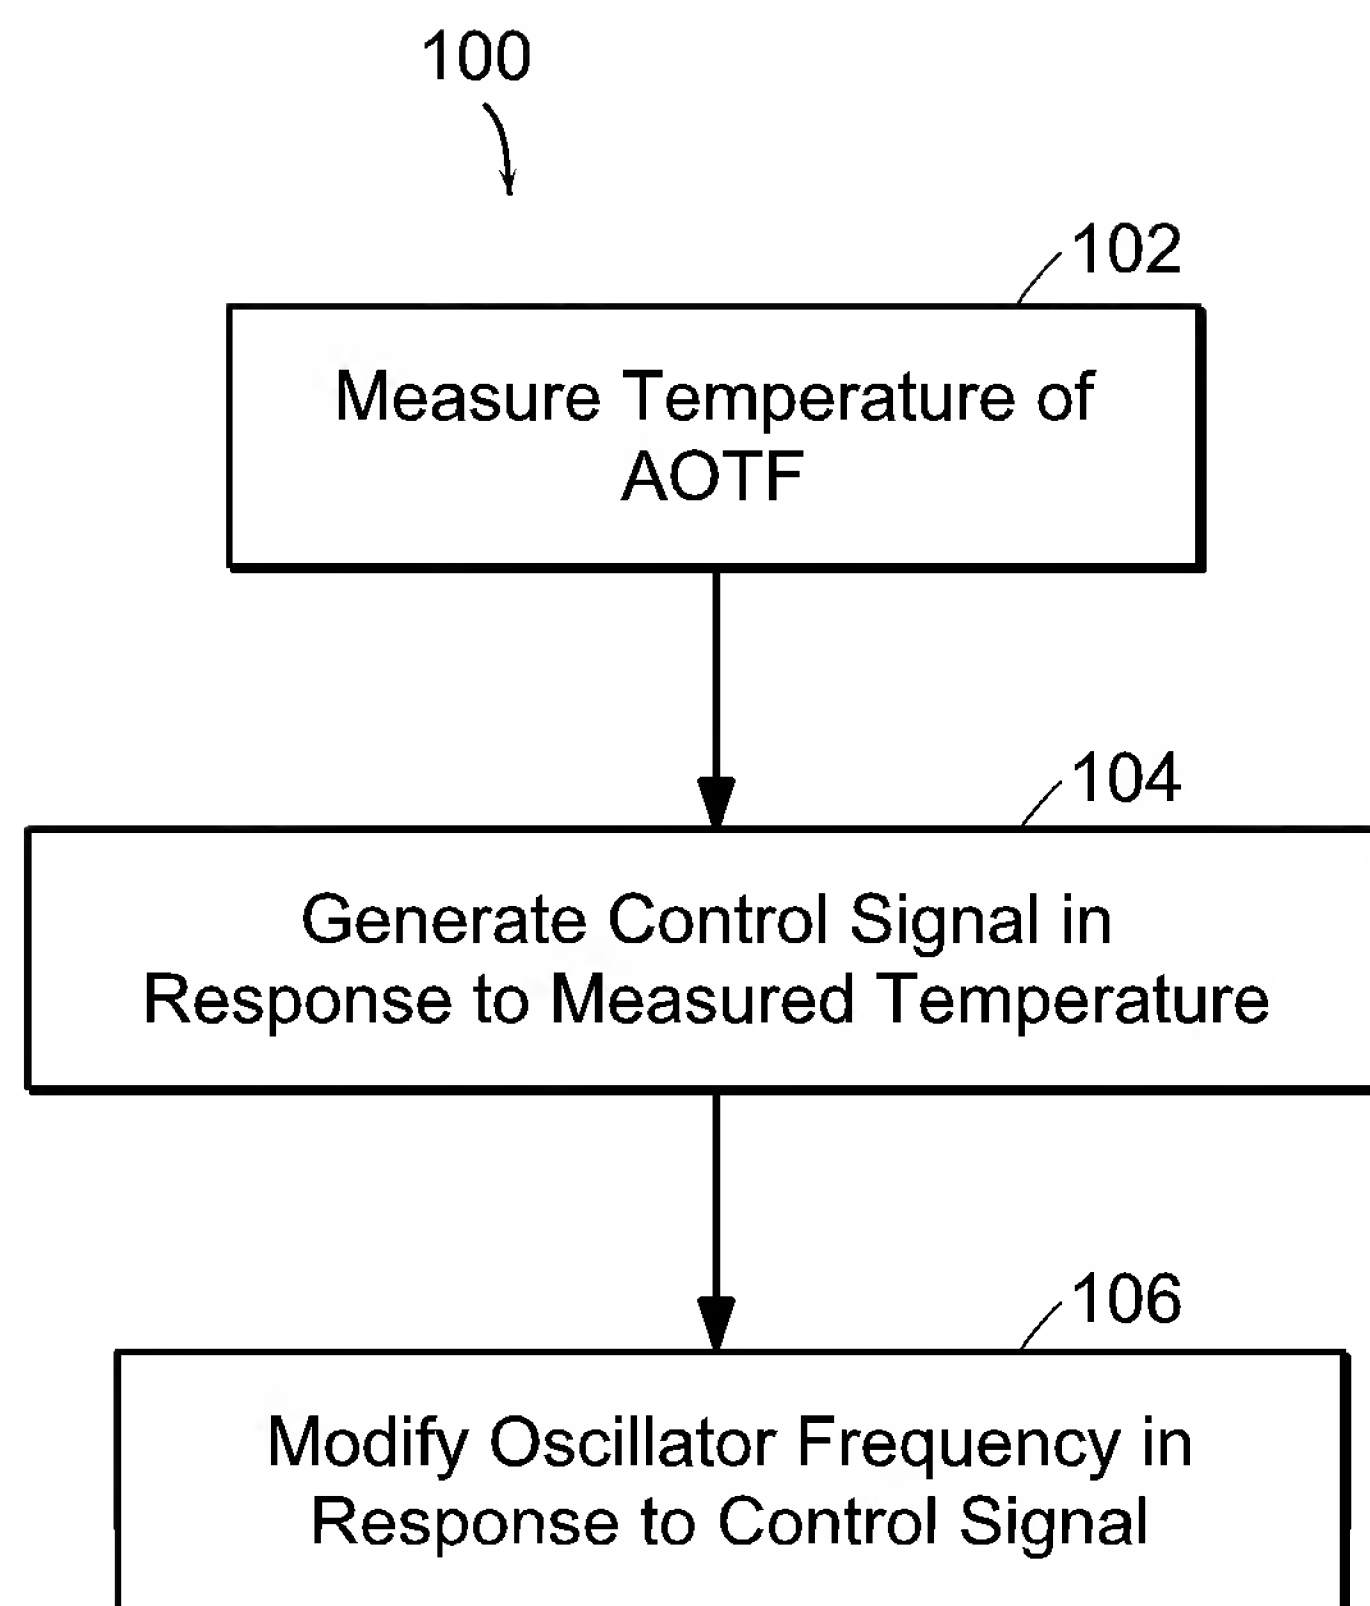 100
102
Measure Temperature of
AOTF
104
Generate Control Signal in
Response to Measured Temperature
106
Modify Oscillator Frequency in
Response to Control Signal